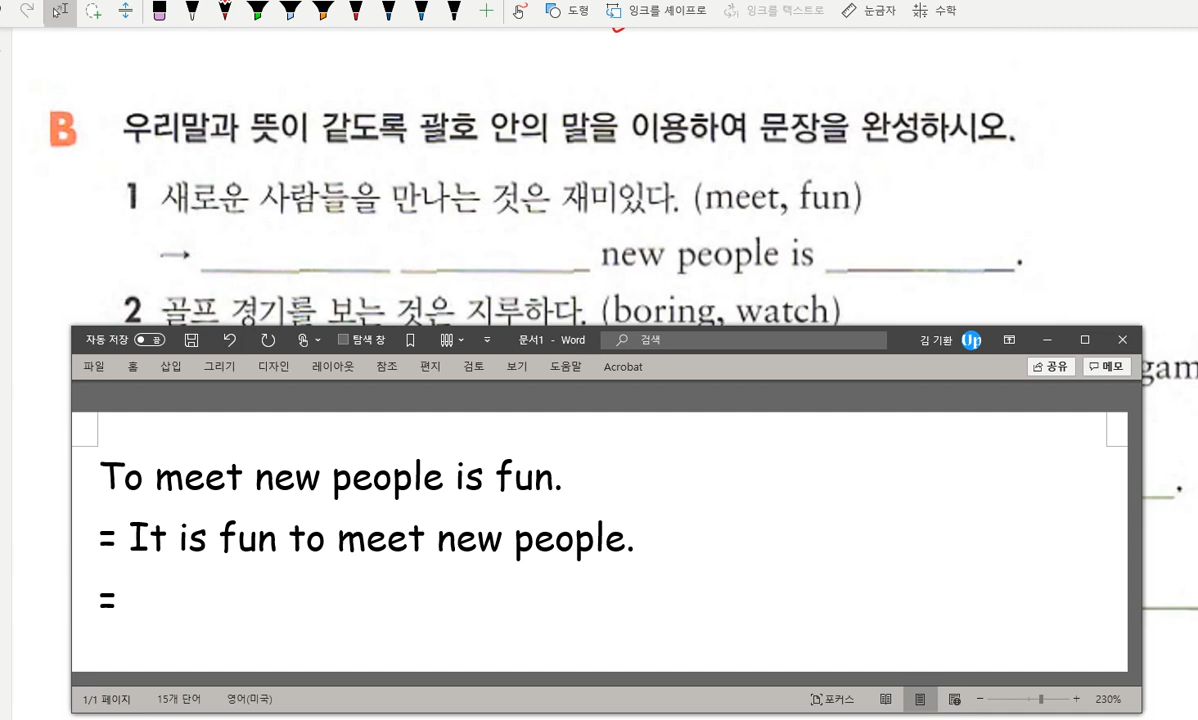 도형 잉크를 셰이프로 잉크를 텍스트로 눈금자 수학
B 우리말과 뜻이 같도록 괄호 안의 말을 이용하여 문장을 완성하시오.
1 새로운 사람들을 만나는 것은 재미있다. (meet, fun)
→ ________ ________ new people is ________.
2 골프 경기를 보는 것은 지루하다. (boring, watch)
자동 저장 끔 탐색 창 문서1 - Word 검색 김 기환 Up
파일 홈 삽입 그리기 디자인 레이아웃 참조 편지 검토 보기 도움말 Acrobat 공유 메모
gam
To meet new people is fun.
= It is fun to meet new people.
=
1/1 페이지 15개 단어 영어(미국) 포커스 - + 230%